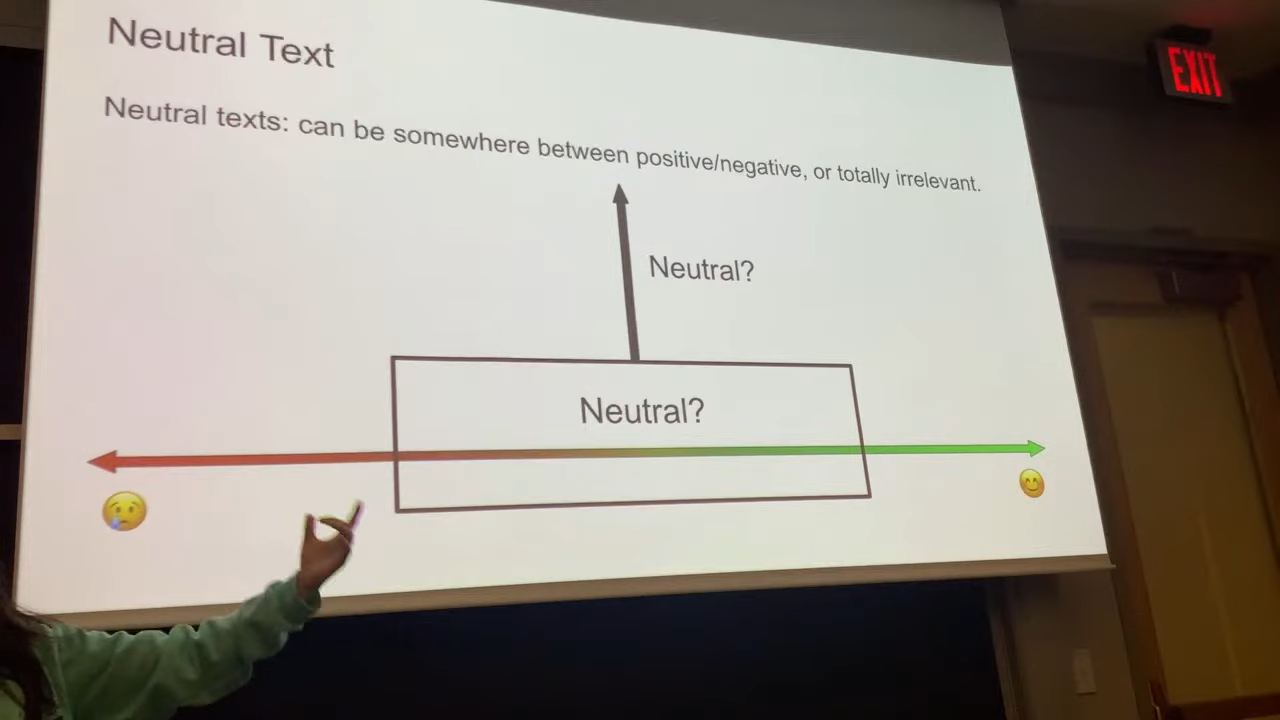 Neutral Text
EXIT
Neutral texts: can be somewhere between positive/negative, or totally irrelevant.
Neutral?
Neutral?